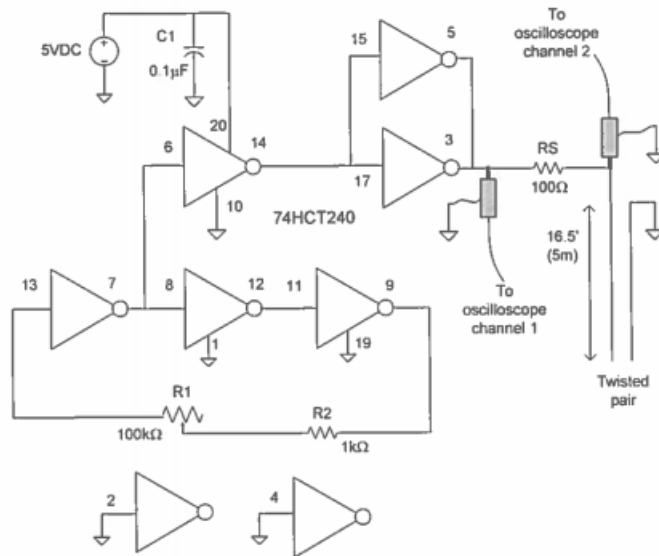 To
oscilloscope
channel 2
C1
5VDC
0.1µF
15
5
20
6
14
3
RS
17
100Ω
10
74HCT240
16.5'
(5m)
To
oscilloscope
channel 1
13
7
8
12
11
9
1
19
Twisted
pair
R1
100kΩ
R2
1kΩ
2
4